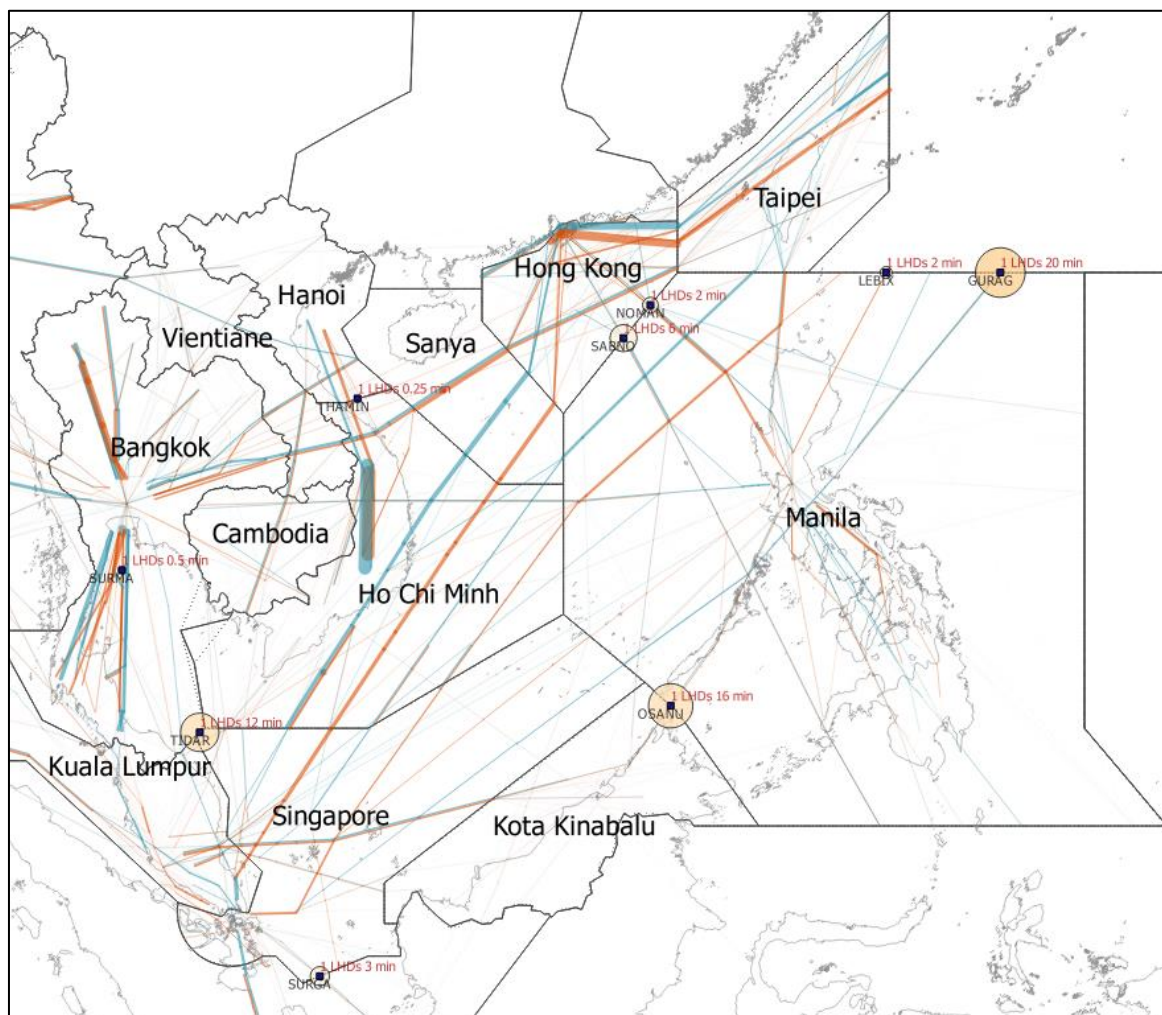 Taipei
Hong Kong
1 LHDs 2 min
LEBIX
1 LHDs 20 min
GURAG
Hanoi
1 LHDs 2 min
NOMAN
1 LHDs 6 min
SABNO
Vientiane
Sanya
1 LHDs 0.25 min
THAMIN
Bangkok
Cambodia
Manila
1 LHDs 0.5 min
SURMA
Ho Chi Minh
1 LHDs 16 min
OSANU
1 LHDs 12 min
TIDAR
Kuala Lumpur
Singapore
Kota Kinabalu
1 LHDs 3 min
SURGA